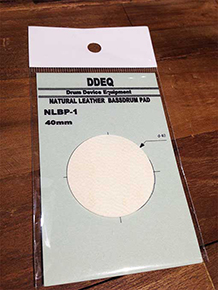 DDEQ
Drum Device Equipment
NATURAL LEATHER BASSDRUM PAD
NLBP-1
40mm